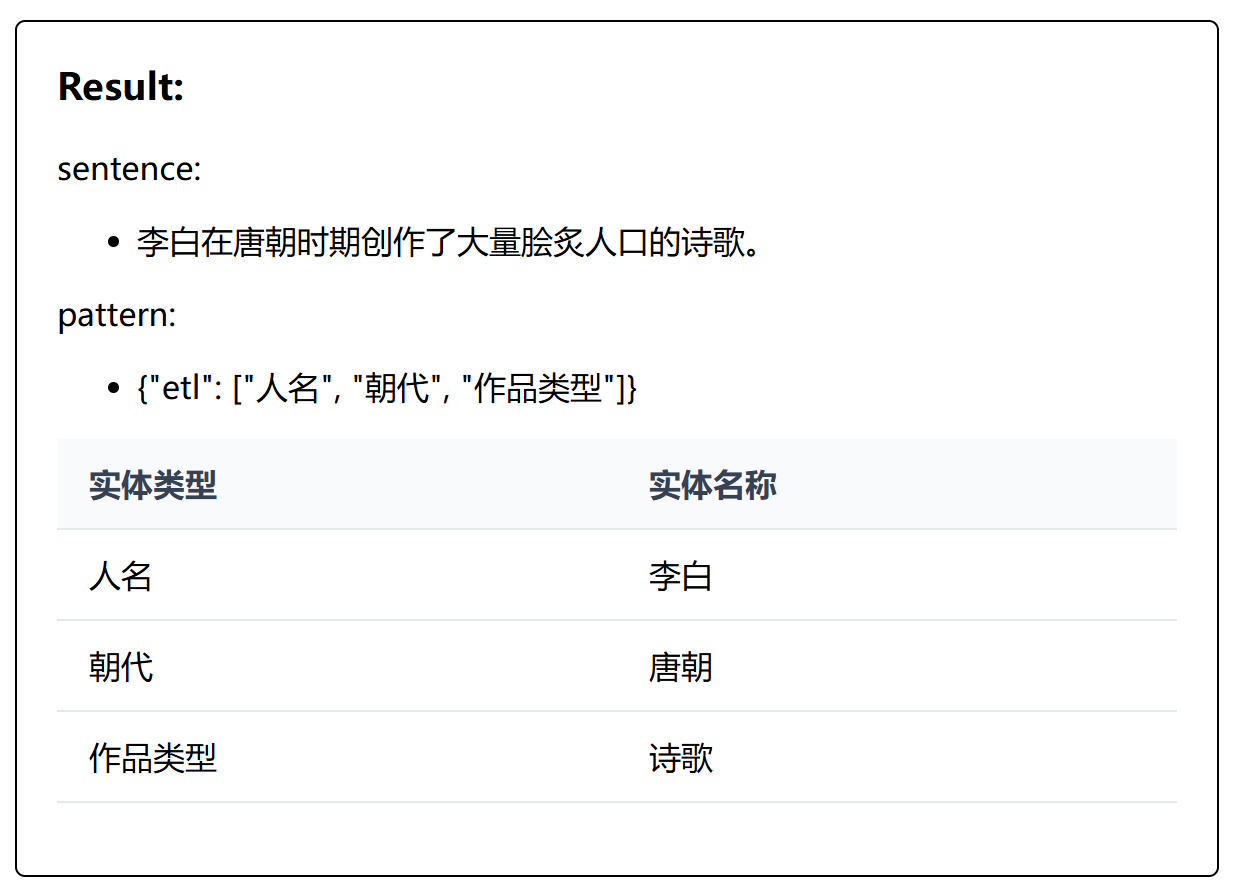 Result:
sentence:
• 李白在唐朝时期创作了大量脍炙人口的诗歌。
pattern:
• {"etl": ["人名", "朝代", "作品类型"]}
实体类型 实体名称
人名 李白
朝代 唐朝
作品类型 诗歌